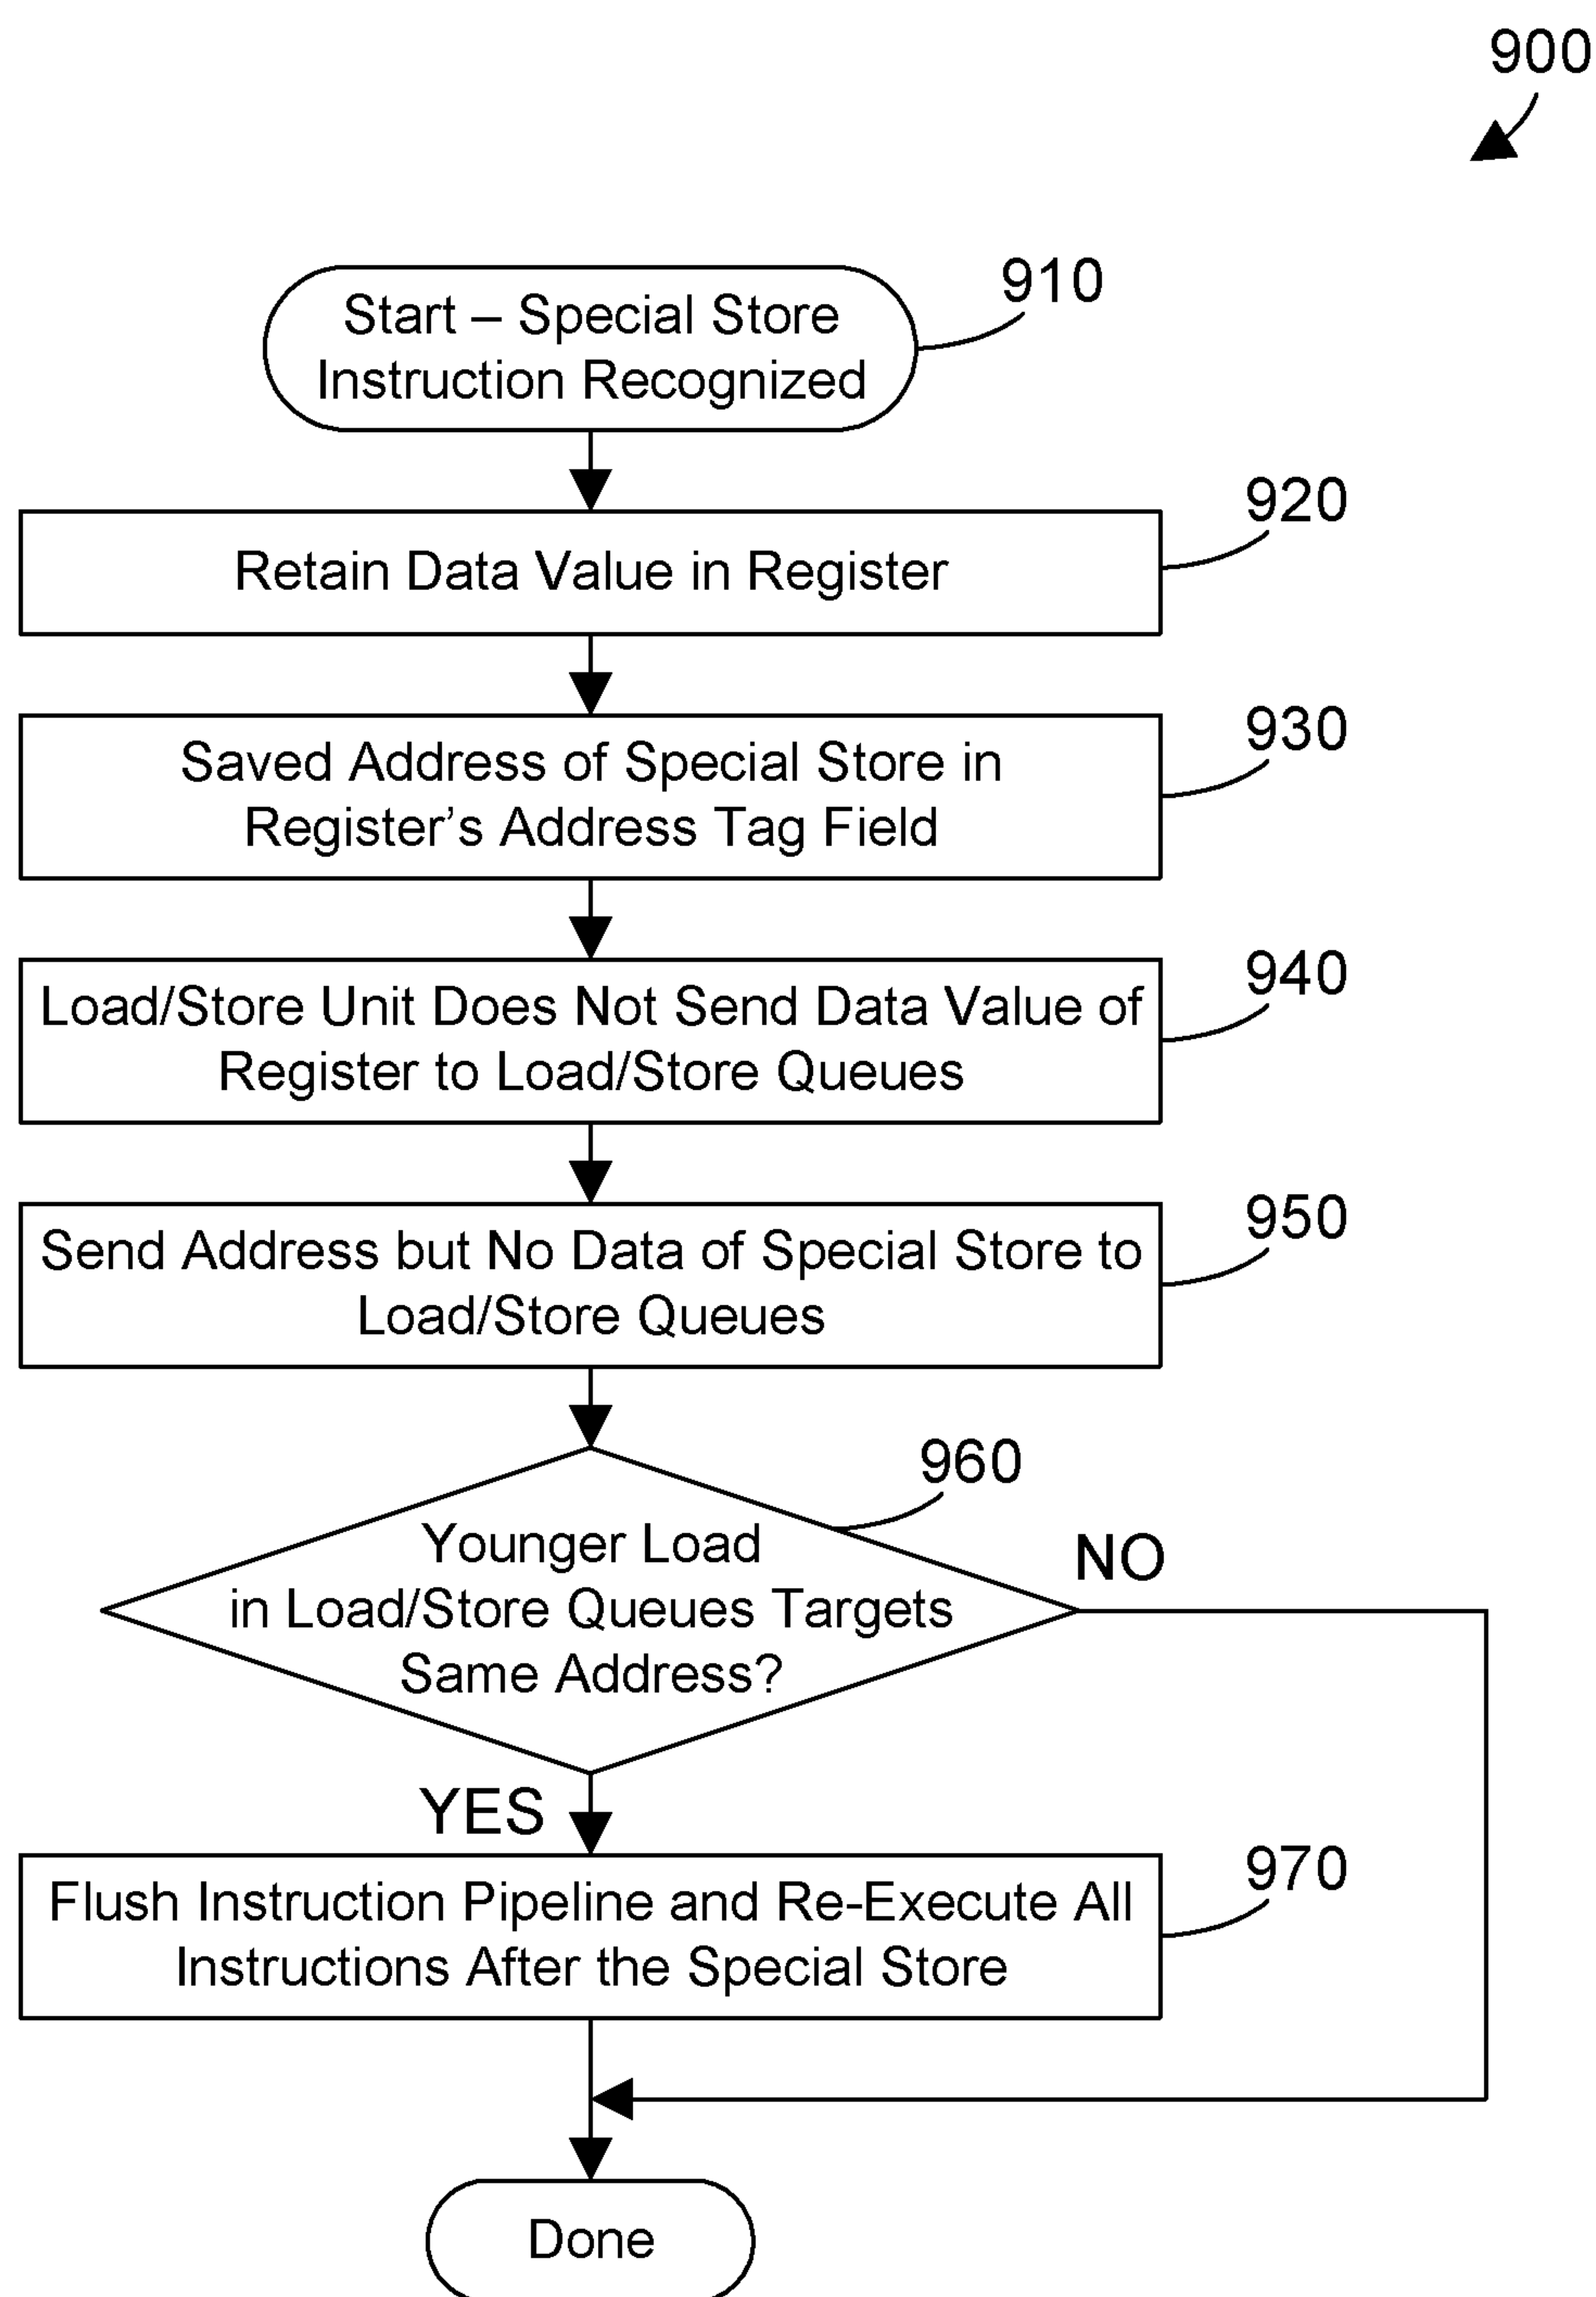 900
Start – Special Store
Instruction Recognized
910
Retain Data Value in Register
920
Saved Address of Special Store in
Register's Address Tag Field
930
Load/Store Unit Does Not Send Data Value of
Register to Load/Store Queues
940
Send Address but No Data of Special Store to
Load/Store Queues
950
Younger Load
in Load/Store Queues Targets
Same Address?
960
NO
YES
Flush Instruction Pipeline and Re-Execute All
Instructions After the Special Store
970
Done